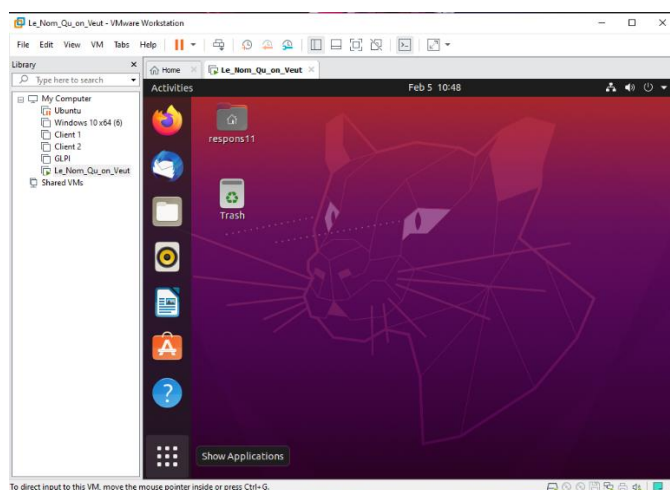 Le_Nom_Qu_on_Veut - VMware Workstation
File Edit View VM Tabs Help
Library
Type here to search
My Computer
Ubuntu
Windows 10 x64 (6)
Client 1
Client 2
GLPI
Le_Nom_Qu_on_Veut
Shared VMs
Home
Le_Nom_Qu_on_Veut
Activities
Feb 5 10:48
respons11
Trash
Show Applications
To direct input to this VM, move the mouse pointer inside or press Ctrl+G.